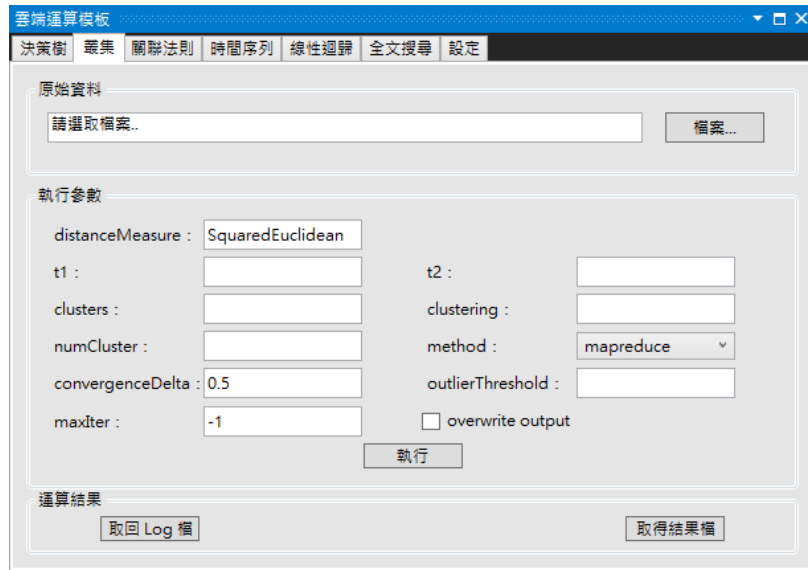 雲端運算模板
決策樹 叢集 關聯法則 時間序列 線性迴歸 全文搜尋 設定
原始資料
請選取檔案..
檔案...
執行參數
distanceMeasure : SquaredEuclidean
t1 : t2 :
clusters : clustering :
numCluster : method : mapreduce
convergenceDelta : 0.5 outlierThreshold :
maxIter : -1 overwrite output
執行
運算結果
取回 Log 檔 取得結果檔